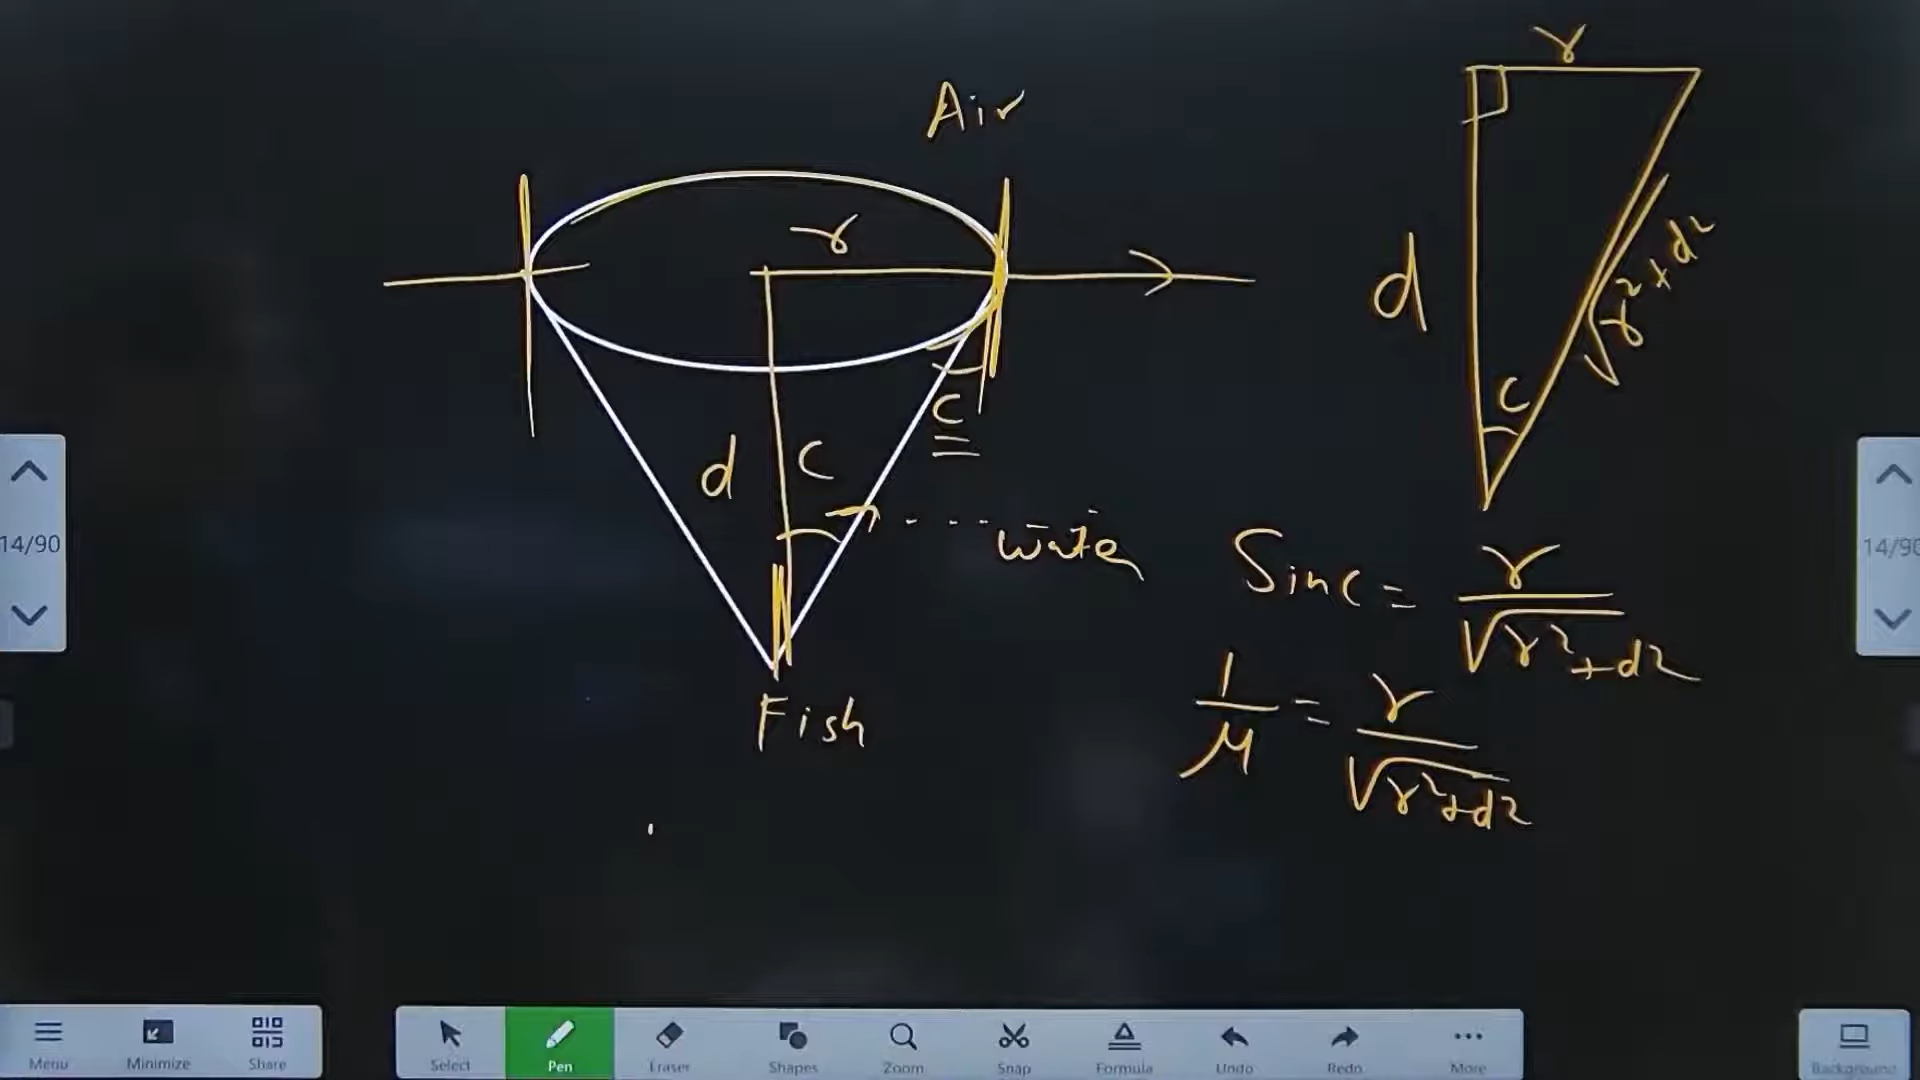 Air
r
r
d
√r²+d²
C
C
d
C
water
Fish
Sinc = r/√r²+d²
1/μ = r/√r²+d²
14/90
14/90
Menu
Minimize
Share
Select
Pen
Eraser
Shapes
Zoom
Snap
Formula
Undo
Redo
More
Background